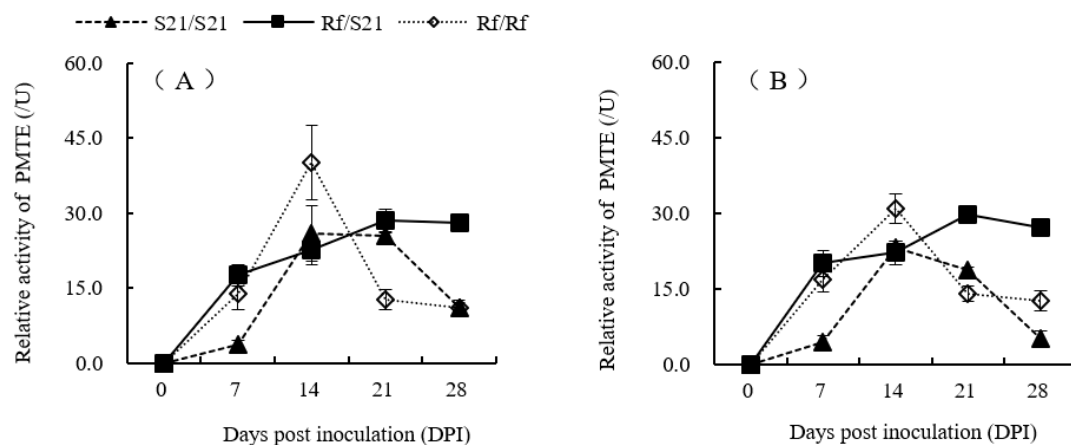 S21/S21 Rf/S21 Rf/Rf
（ A ）
Relative activity of PMTE (/U)
60.0
45.0
30.0
15.0
0.0
0 7 14 21 28
Days post inoculation (DPI)
（ B ）
Relative activity of PMTE (/U)
60.0
45.0
30.0
15.0
0.0
0 7 14 21 28
Days post inoculation (DPI)